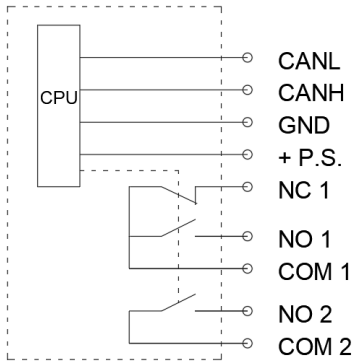 CPU
CANL
CANH
GND
+ P.S.
NC 1
NO 1
COM 1
NO 2
COM 2